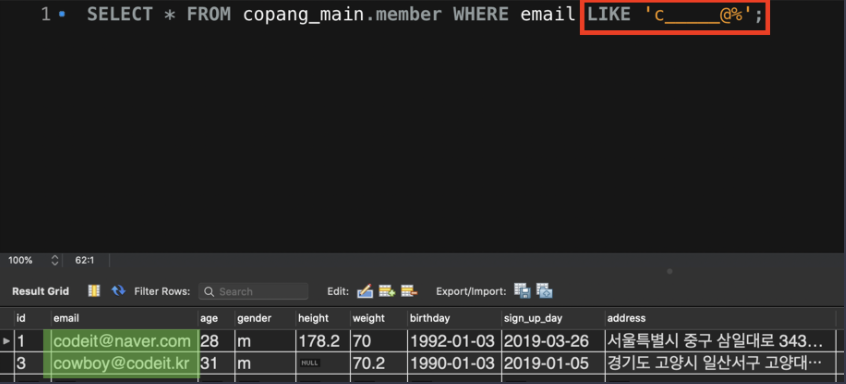 1 SELECT * FROM copang_main.member WHERE email LIKE 'c_____@%';
100% 62:1
Result Grid Filter Rows: Search Edit: Export/Import:
id email age gender height weight birthday sign_up_day address
1 codeit@naver.com 28 m 178.2 70 1992-01-03 2019-03-26 서울특별시 중구 삼일대로 343...
3 cowboy@codeit.kr 31 m NULL 70.2 1990-01-03 2019-01-05 경기도 고양시 일산서구 고양대...